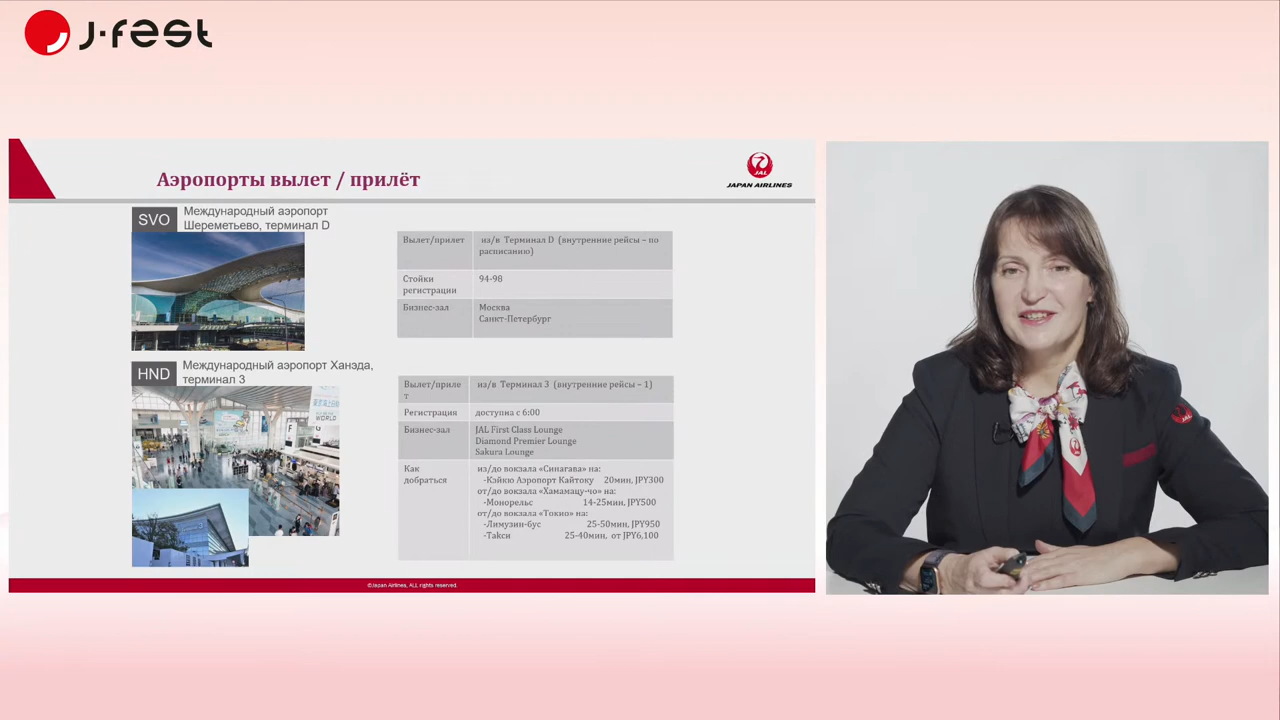 J-FEST
Аэропорты вылет / прилёт
JAL
JAPAN AIRLINES
SVO
Международный аэропорт
Шереметьево, терминал D
Вылет/прилет
из/в Терминал D (внутренние рейсы – по
расписанию)
Стойки
регистрации
94-98
Бизнес-зал
Москва
Санкт-Петербург
HND
Международный аэропорт Ханэда,
терминал 3
Вылет/приле
т
из/в Терминал 3 (внутренние рейсы – 1)
Регистрация
доступна с 6:00
Бизнес-зал
JAL First Class Lounge
Diamond Premier Lounge
Sakura Lounge
Как
добраться
из/до вокзала «Синагава» на:
-Кэйкю Аэропорт Кайтоку 20мин, JPY300
от/до вокзала «Хамамацу-чо» на:
-Монорельс 14-25мин, JPY500
от/до вокзала «Токио» на:
-Лимузин-бус 25-50мин, JPY950
-Такси 25-40мин, от JPY6,100
©Japan Airlines, ALL rights reserved.
JAL